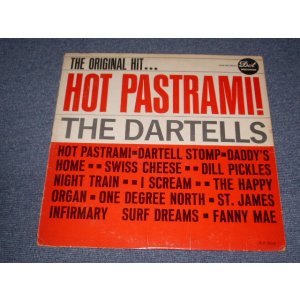 THE ORIGINAL HIT...
Dot
HOT PASTRAMI!
THE DARTELLS
HOT PASTRAMI▪DARTELL STOMP▪DADDY'S
HOME▪▪SWISS CHEESE▪▪DILL PICKLES
NIGHT TRAIN▪▪I SCREAM▪▪THE HAPPY
ORGAN▪ONE DEGREE NORTH▪ST. JAMES
INFIRMARY SURF DREAMS▪FANNY MAE